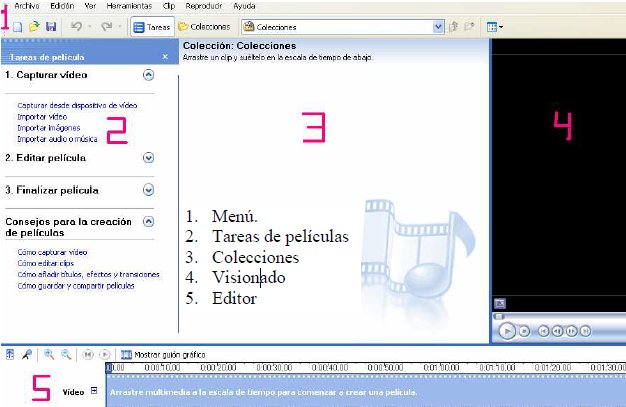 1
Archivo Edición Ver Herramientas Clip Reproducir Ayuda
Tareas Colecciones Colecciones
Tareas de película
Colección: Colecciones
Arrastre un clip y suéltelo en la escala de tiempo de abajo.
1. Capturar vídeo
Capturar desde dispositivo de vídeo
Importar vídeo
Importar imágenes
Importar audio o música
2
3
4
2. Editar película
3. Finalizar película
Consejos para la creación
de películas
Cómo capturar vídeo
Cómo editar clips
Cómo añadir títulos, efectos y transiciones
Cómo guardar y compartir películas
1. Menú.
2. Tareas de películas
3. Colecciones
4. Visionado
5. Editor
Mostrar guión gráfico
0:00:10.00 0:00:20.00 0:00:30.00 0:00:40.00 0:00:50.00 0:01:00.00 0:01:10.00 0:01:20.00 0:01:30.00
5
Vídeo
Arrastre multimedia a la escala de tiempo para comenzar a crear una película.